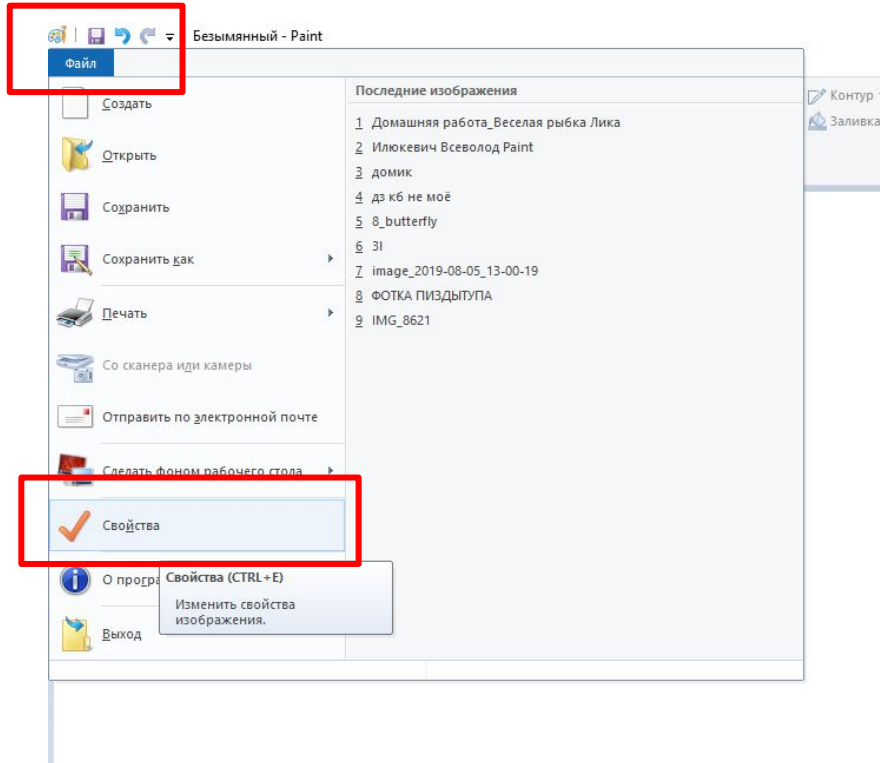 Безымянный - Paint
Файл
Создать
Открыть
Сохранить
Сохранить как
Печать
Со сканера или камеры
Отправить по электронной почте
Сделать фоном рабочего стола
Свойства
О програ
Выход
Свойства (CTRL+E)
Изменить свойства
изображения.
Последние изображения
1 Домашняя работа_Веселая рыбка Лика
2 Илюкевич Всеволод Paint
3 домик
4 дз кб не моё
5 8_butterfly
6 3I
7 image_2019-08-05_13-00-19
8 ФОТКА ПИЗДЫТУПА
9 IMG_8621
Контур
Заливка